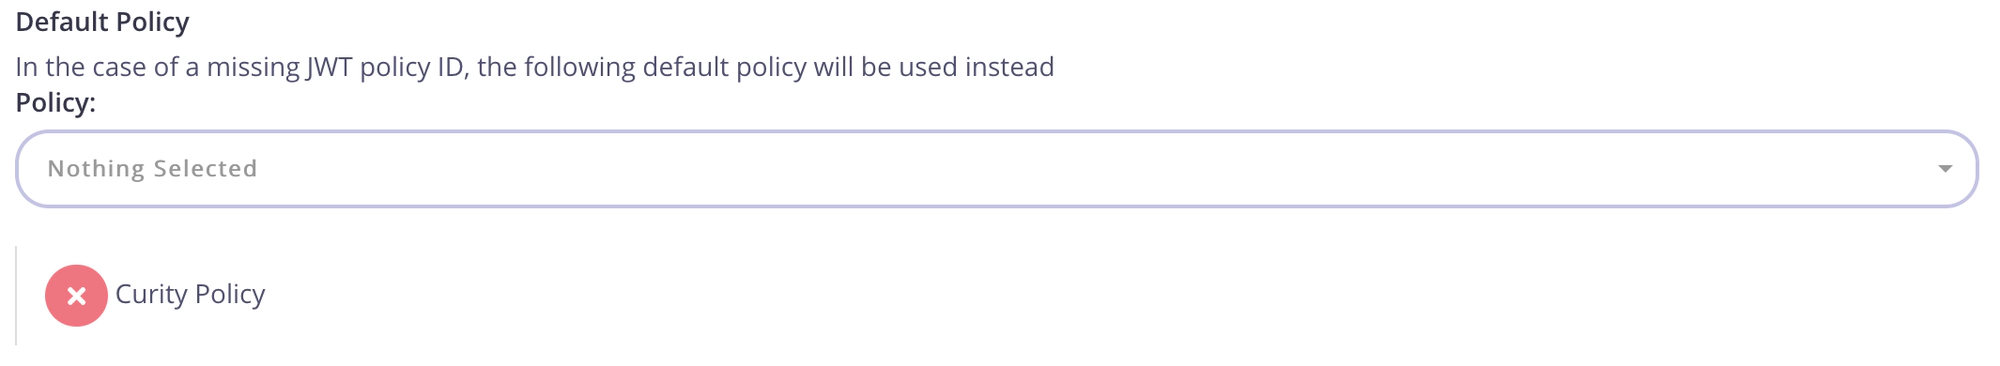 Default Policy
In the case of a missing JWT policy ID, the following default policy will be used instead
Policy:
Nothing Selected
Curity Policy